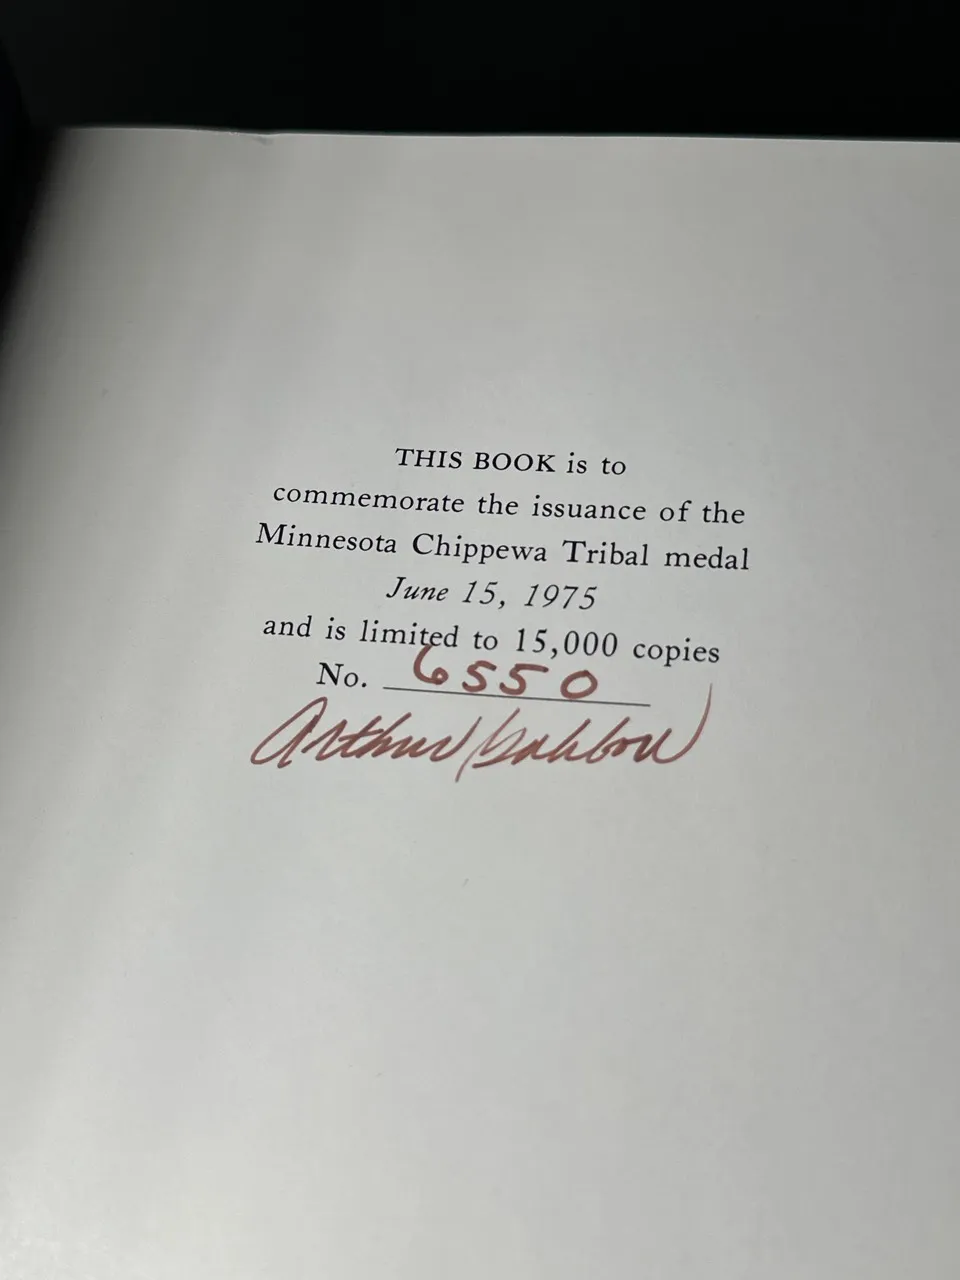 THIS BOOK is to
commemorate the issuance of the
Minnesota Chippewa Tribal medal
June 15, 1975
and is limited to 15,000 copies
No. 6550
Arthur Gahbow